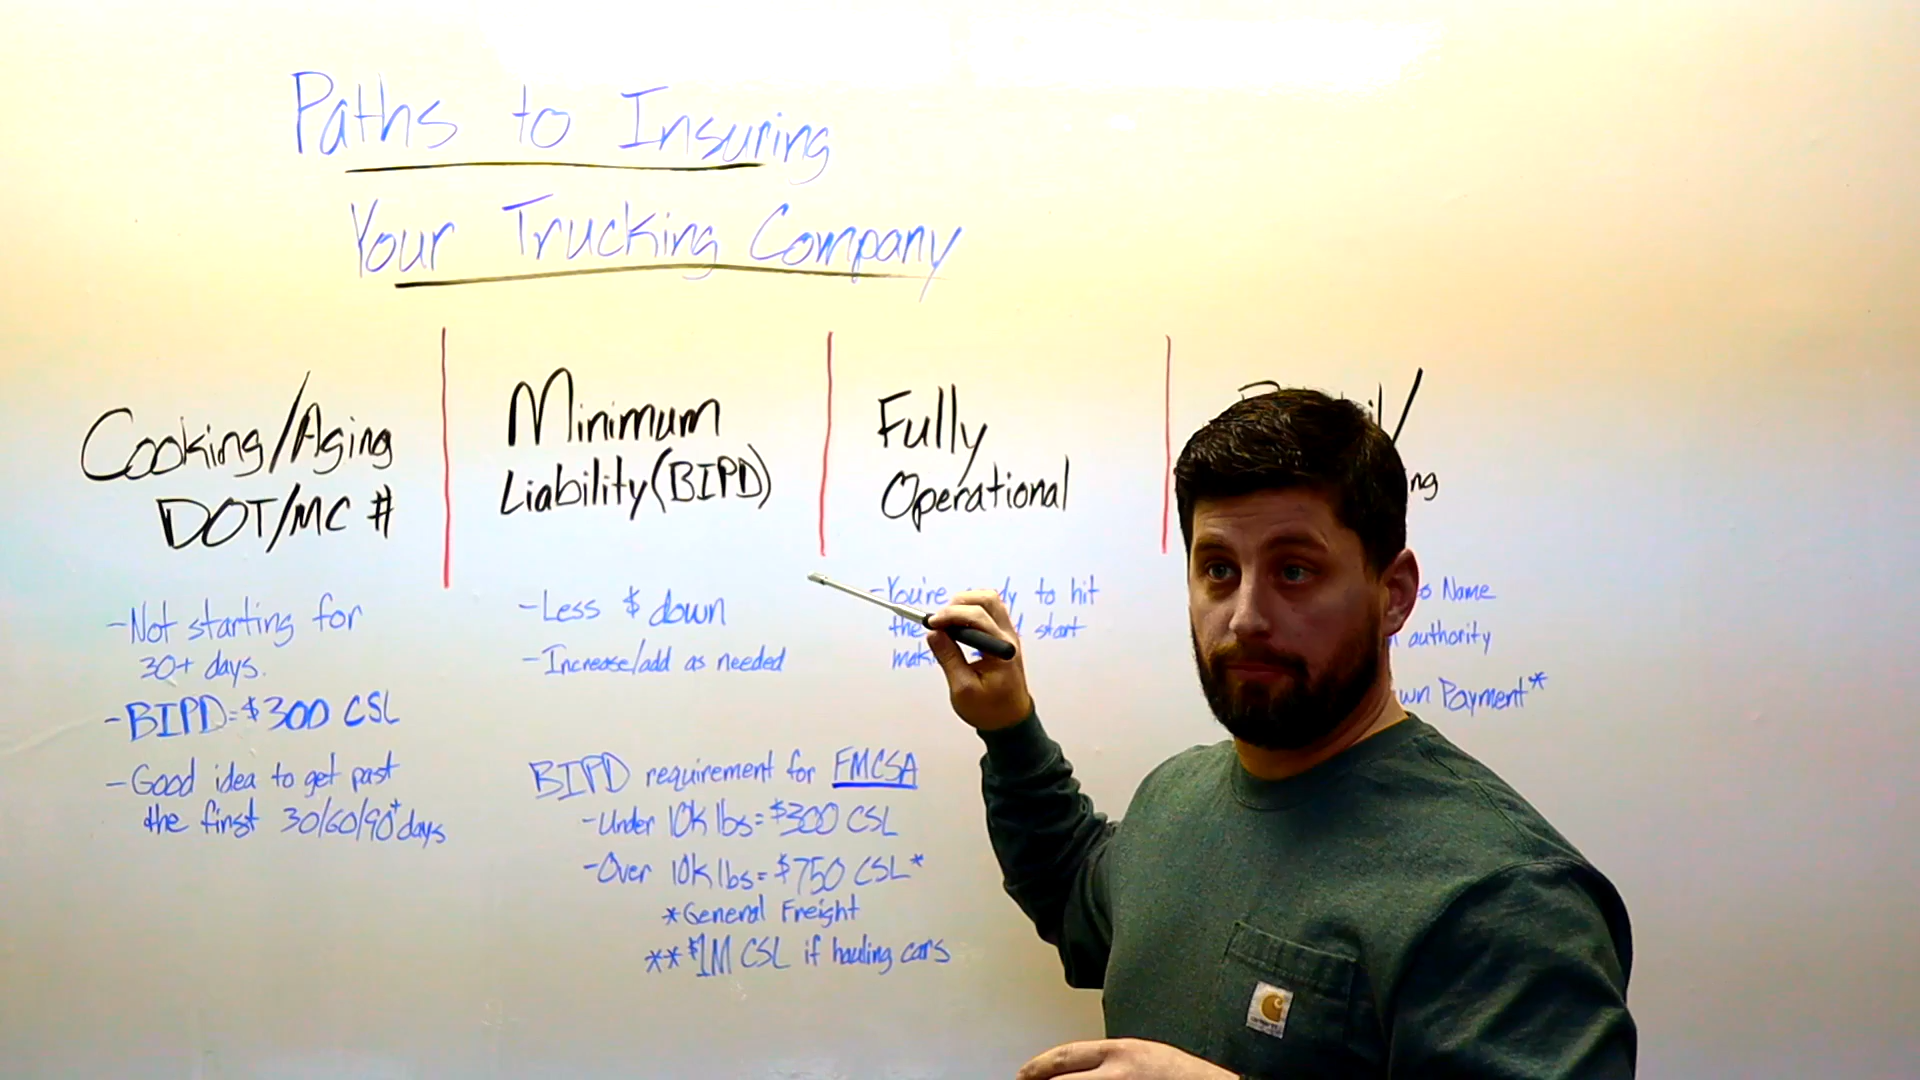 Paths to Insuring
Your Trucking Company
Cooking/Aging
DOT/MC #
-Not starting for
30+ days.
-BIPD=$300 CSL
-Good idea to get past
the first 30/60/90+ days
Minimum
Liability (BIPD)
-Less $ down
-Increase/add as needed
BIPD requirement for FMCSA
-Under 10k lbs=$300 CSL
-Over 10k lbs=$750 CSL*
*General Freight
**$1M CSL if hauling cars
Fully
Operational
-You're to hit
the start
Name
authority
Payment*